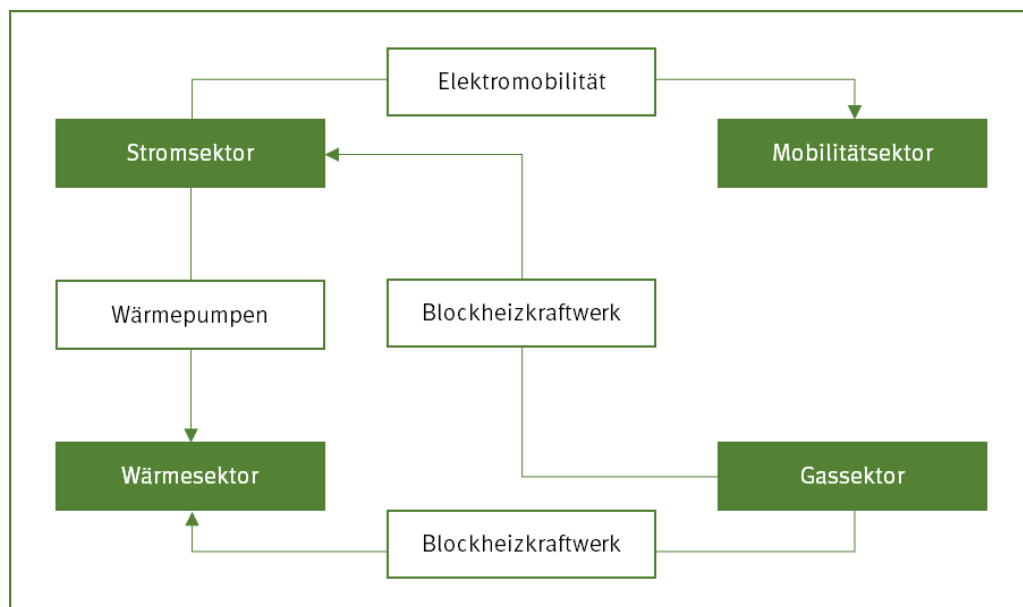 Elektromobilität
Stromsektor
Mobilitätsektor
Wärmepumpen
Blockheizkraftwerk
Wärmesektor
Gassektor
Blockheizkraftwerk